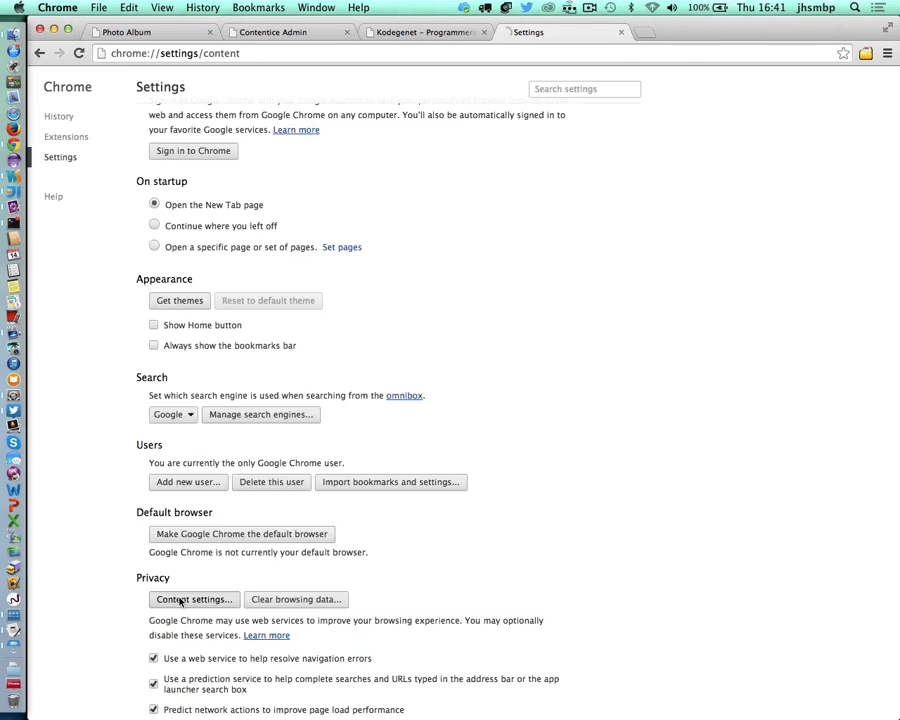 Chrome File Edit View History Bookmarks Window Help 100% Thu 16:41 jhsmbp
Photo Album Contentice Admin Kodegenet – Programmer Settings
chrome://settings/content
Chrome
Settings
Search settings
History
Extensions
Settings
Help
web and access them from Google Chrome on any computer. You'll also be automatically signed in to
your favorite Google services. Learn more
Sign in to Chrome
On startup
Open the New Tab page
Continue where you left off
Open a specific page or set of pages. Set pages
Appearance
Get themes Reset to default theme
Show Home button
Always show the bookmarks bar
Search
Set which search engine is used when searching from the omnibox.
Google Manage search engines...
Users
You are currently the only Google Chrome user.
Add new user... Delete this user Import bookmarks and settings...
Default browser
Make Google Chrome the default browser
Google Chrome is not currently your default browser.
Privacy
Content settings... Clear browsing data...
Google Chrome may use web services to improve your browsing experience. You may optionally
disable these services. Learn more
Use a web service to help resolve navigation errors
Use a prediction service to help complete searches and URLs typed in the address bar or the app
launcher search box
Predict network actions to improve page load performance